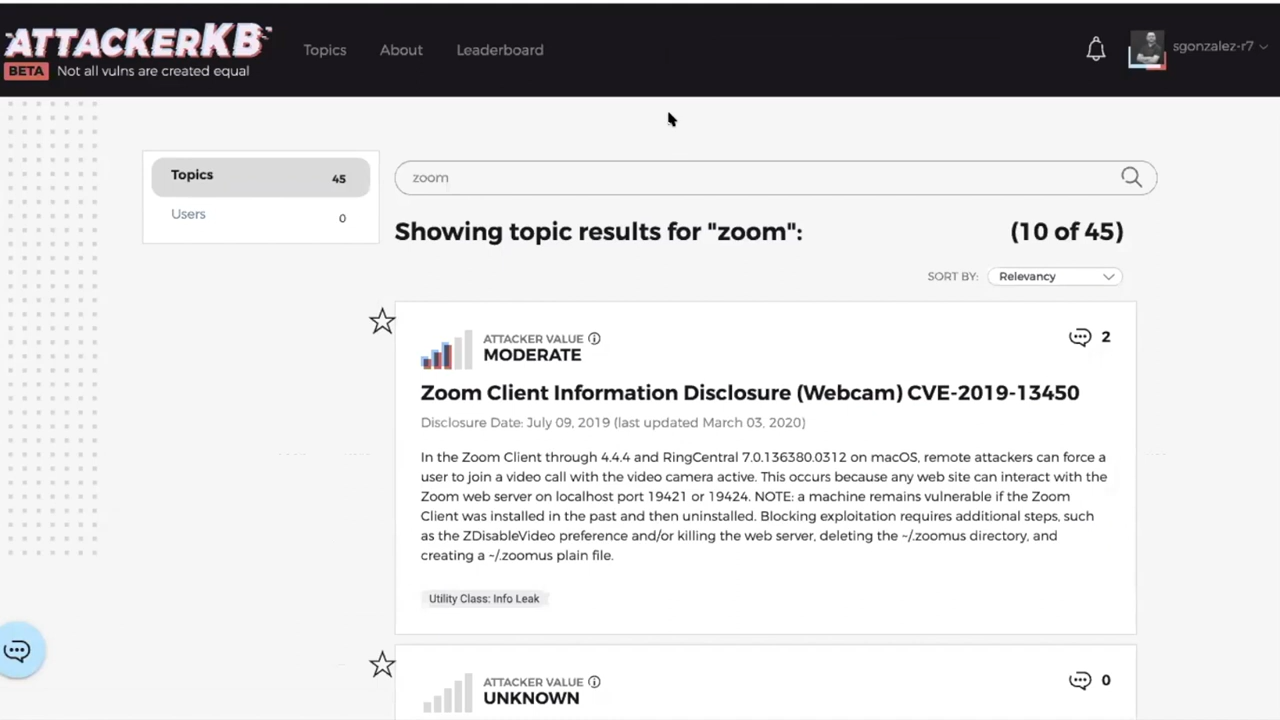 ATTACKERKB
BETA Not all vulns are created equal
Topics About Leaderboard
sgonzalez-r7
Topics 45
Users 0
zoom
Showing topic results for "zoom": (10 of 45)
SORT BY: Relevancy
ATTACKER VALUE
MODERATE
2
Zoom Client Information Disclosure (Webcam) CVE-2019-13450
Disclosure Date: July 09, 2019 (last updated March 03, 2020)
In the Zoom Client through 4.4.4 and RingCentral 7.0.136380.0312 on macOS, remote attackers can force a
user to join a video call with the video camera active. This occurs because any web site can interact with the
Zoom web server on localhost port 19421 or 19424. NOTE: a machine remains vulnerable if the Zoom
Client was installed in the past and then uninstalled. Blocking exploitation requires additional steps, such
as the ZDisableVideo preference and/or killing the web server, deleting the ~/.zoomus directory, and
creating a ~/.zoomus plain file.
Utility Class: Info Leak
ATTACKER VALUE
UNKNOWN
0